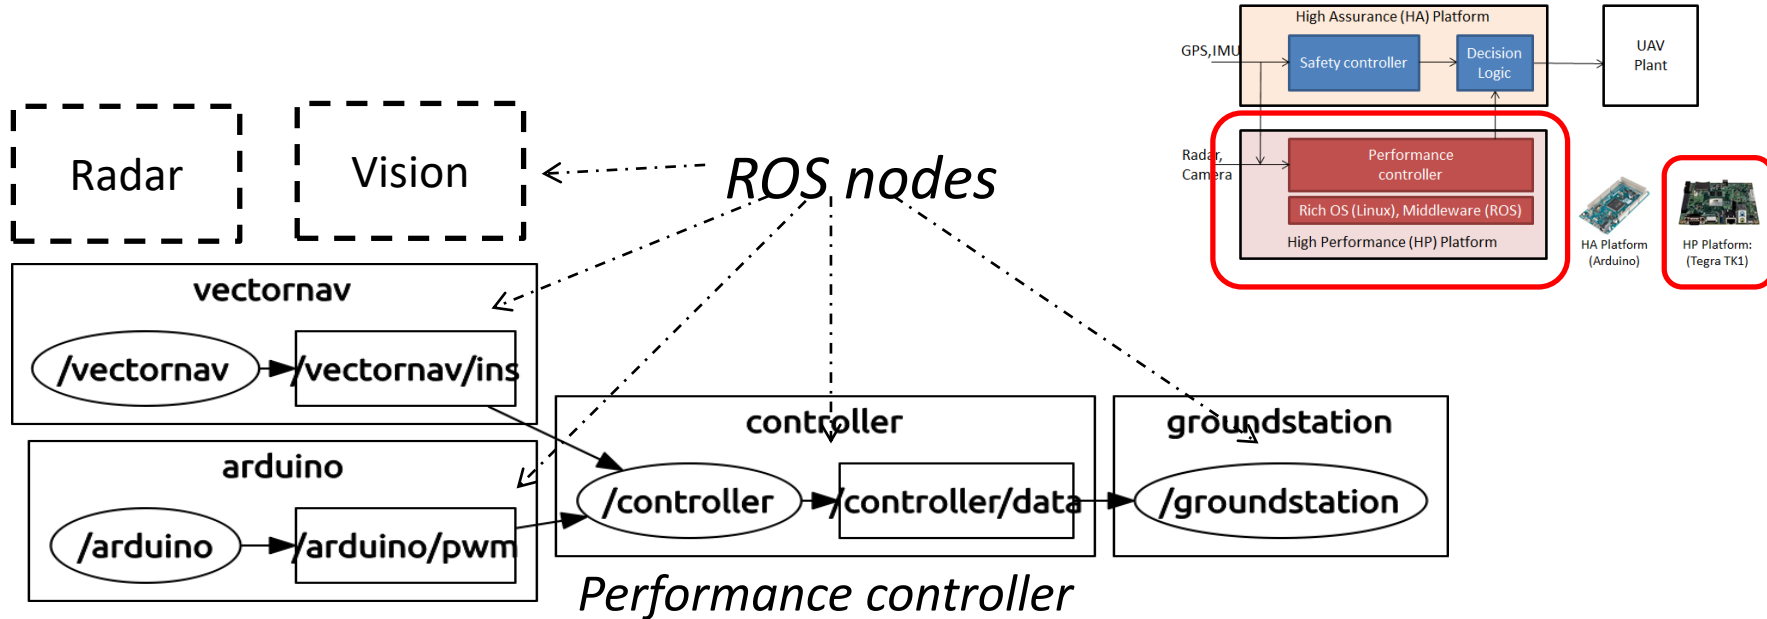 High Assurance (HA) Platform
GPS,IMU
Safety controller
Decision
Logic
UAV
Plant
Radar
Vision
ROS nodes
Radar,
Camera
Performance
controller
Rich OS (Linux), Middleware (ROS)
High Performance (HP) Platform
HA Platform
(Arduino)
HP Platform:
(Tegra TK1)
vectornav
/vectornav
/vectornav/ins
arduino
/arduino
/arduino/pwm
controller
/controller
/controller/data
groundstation
/groundstation
Performance controller